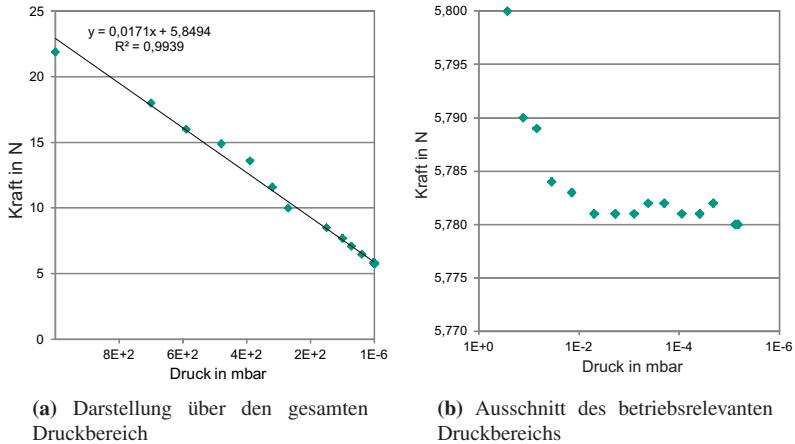 25
20
15
10
5
0
Kraft in N
y = 0,0171x + 5,8494
R² = 0,9939
8E+2 6E+2 4E+2 2E+2 1E-6
Druck in mbar
(a) Darstellung über den gesamten
Druckbereich
5,800
5,795
5,790
5,785
5,780
5,775
5,770
Kraft in N
1E+0 1E-2 1E-4 1E-6
Druck in mbar
(b) Ausschnitt des betriebsrelevanten
Druckbereichs